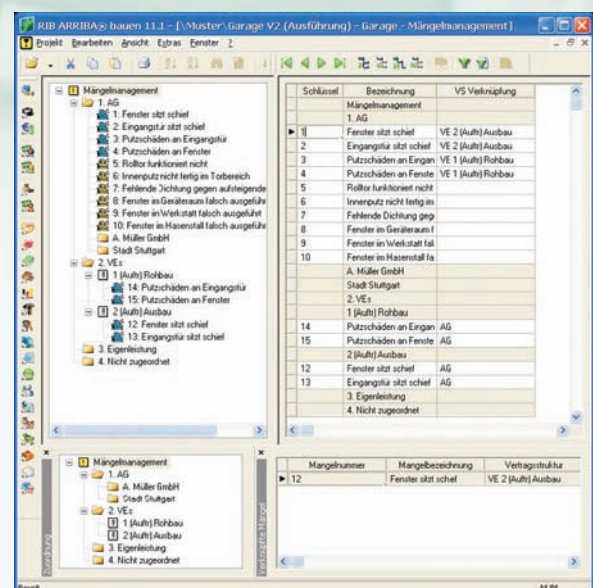 RIB ARRIBA® bauen 11.1 - [\Muster\Garage V2 (Ausführung) - Garage - Mängelmanagement]
Projekt Bearbeiten Ansicht Extras Fenster ?
Mängelmanagement
1. AG
1: Fenster sitzt schief
2: Eingangstür sitzt schief
3: Putzschäden an Eingangstür
4: Putzschäden an Fenster
5: Rolltor funktioniert nicht
6: Innenputz nicht fertig im Torbereich
7: Fehlende Dichtung gegen aufsteigende
8: Fenster im Geräteraum falsch ausgeführ
9: Fenster in Werkstatt falsch ausgeführt
10: Fenster im Hasenstall falsch ausgeführ
A. Müller GmbH
Stadt Stuttgart
2. VEs
1 (Auftr) Rohbau
14: Putzschäden an Eingangstür
15: Putzschäden an Fenster
2 (Auftr) Ausbau
12: Fenster sitzt schief
13: Eingangstür sitzt schief
3. Eigenleistung
4. Nicht zugeordnet
Schlüssel Bezeichnung VS Verknüpfung
Mängelmanagement
1. AG
1 Fenster sitzt schief VE 2 (Auftr) Ausbau
2 Eingangstür sitzt schief VE 2 (Auftr) Ausbau
3 Putzschäden an Eingan VE 1 (Auftr) Rohbau
4 Putzschäden an Fenste VE 1 (Auftr) Rohbau
5 Rolltor funktioniert nicht
6 Innenputz nicht fertig im
7 Fehlende Dichtung geg
8 Fenster im Geräteraum f
9 Fenster in Werkstatt fal
10 Fenster im Hasenstall fa
A. Müller GmbH
Stadt Stuttgart
2. VEs
1 (Auftr) Rohbau
14 Putzschäden an Eingan AG
15 Putzschäden an Fenste AG
2 (Auftr) Ausbau
12 Fenster sitzt schief AG
13 Eingangstür sitzt schief AG
3. Eigenleistung
4. Nicht zugeordnet
Zuordnung
Mängelmanagement
1. AG
A. Müller GmbH
Stadt Stuttgart
2. VEs
1 (Auftr) Rohbau
2 (Auftr) Ausbau
3. Eigenleistung
4. Nicht zugeordnet
Verknüpfte Mängel
Mangelnummer Mangelbezeichnung Vertragsstruktur
12 Fenster sitzt schief VE 2 (Auftr) Ausbau
Bereit NUM